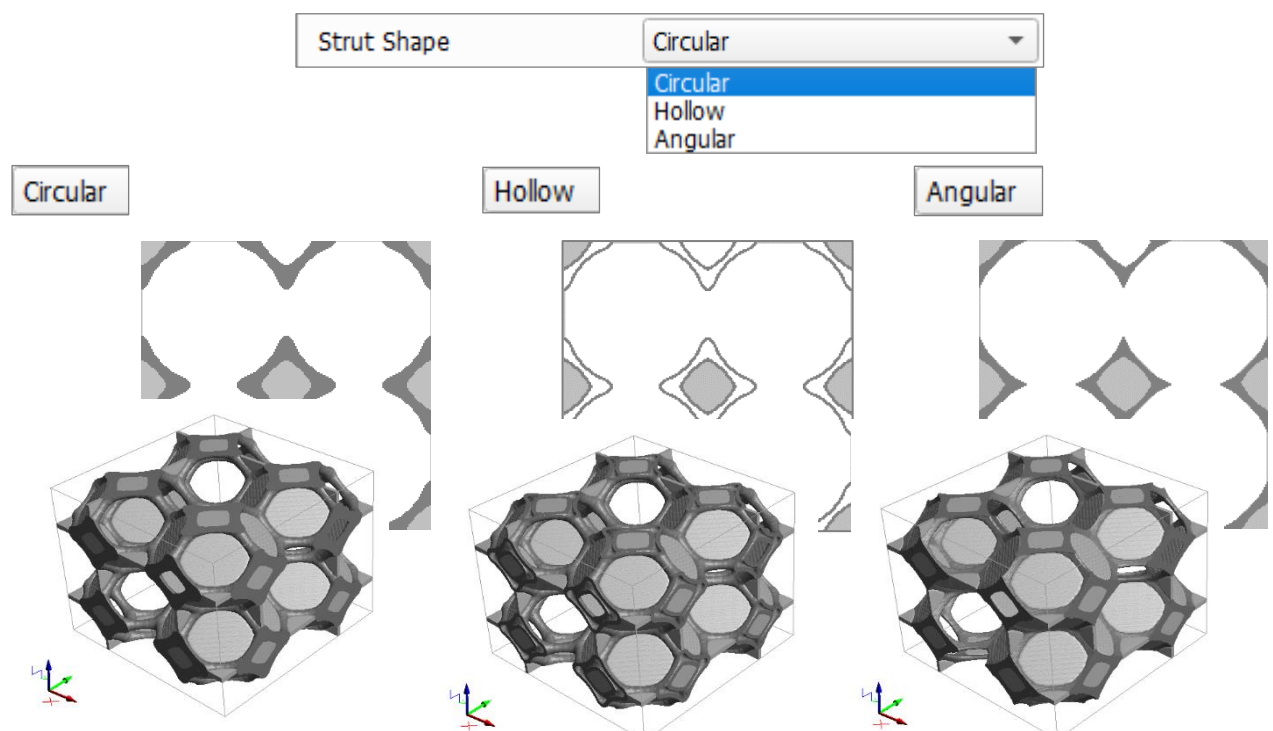 Strut Shape Circular
Circular
Hollow
Angular
Circular Hollow Angular
Z X
Z X
Z X